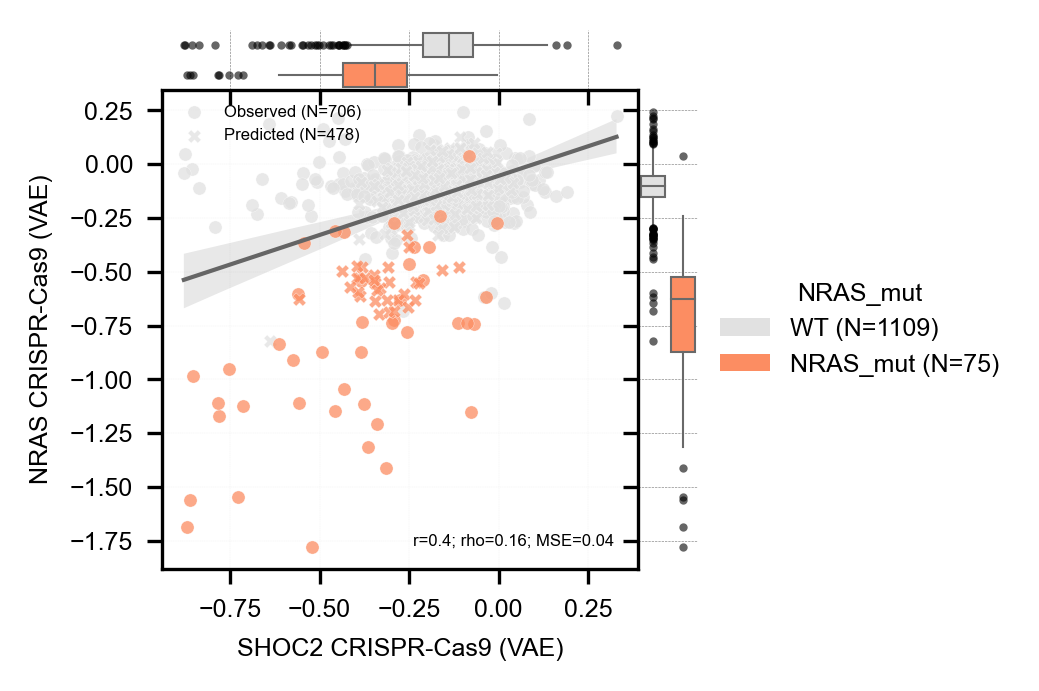 Observed (N=706)
Predicted (N=478)
0.25
0.00
−0.25
−0.50
−0.75
−1.00
−1.25
−1.50
−1.75
NRAS CRISPR-Cas9 (VAE)
r=0.4; rho=0.16; MSE=0.04
−0.75 −0.50 −0.25 0.00 0.25
SHOC2 CRISPR-Cas9 (VAE)
NRAS_mut
WT (N=1109)
NRAS_mut (N=75)